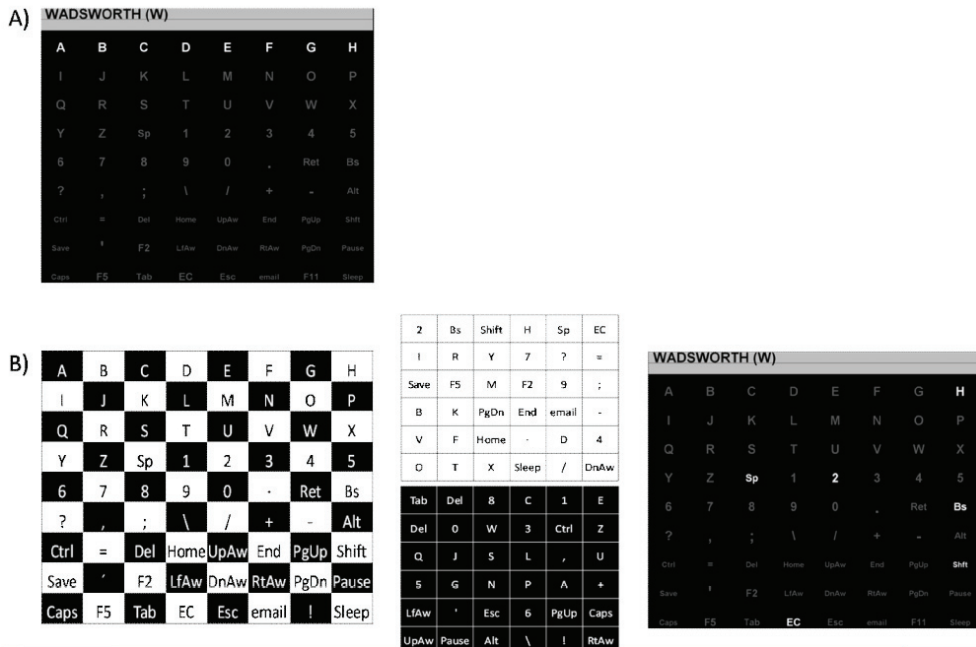 A)
WADSWORTH (W)
A B C D E F G H
I J K L M N O P
Q R S T U V W X
Y Z Sp 1 2 3 4 5
6 7 8 9 0 . Ret Bs
? , ; \ / + - Alt
Ctrl = Del Home UpAw End PgUp Shft
Save ' F2 LfAw DnAw RtAw PgDn Pause
Caps F5 Tab EC Esc email F11 Sleep
B)
A B C D E F G H
I J K L M N O P
Q R S T U V W X
Y Z Sp 1 2 3 4 5
6 7 8 9 0 · Ret Bs
? , ; \ / + - Alt
Ctrl = Del Home UpAw End PgUp Shift
Save ´ F2 LfAw DnAw RtAw PgDn Pause
Caps F5 Tab EC Esc email ! Sleep
2 Bs Shift H Sp EC
I R Y 7 ? =
Save F5 M F2 9 ;
B K PgDn End email -
V F Home · D 4
O T X Sleep / DnAw
Tab Del 8 C 1 E
Del 0 W 3 Ctrl Z
Q J S L , U
5 G N P A +
LfAw ' Esc 6 PgUp Caps
UpAw Pause Alt \ ! RtAw
WADSWORTH (W)
A B C D E F G H
I J K L M N O P
Q R S T U V W X
Y Z Sp 1 2 3 4 5
6 7 8 9 0 . Ret Bs
? , ; \ / + - Alt
Ctrl = Del Home UpAw End PgUp Shft
Save ' F2 LfAw DnAw RtAw PgDn Pause
Caps F5 Tab EC Esc email F11 Sleep